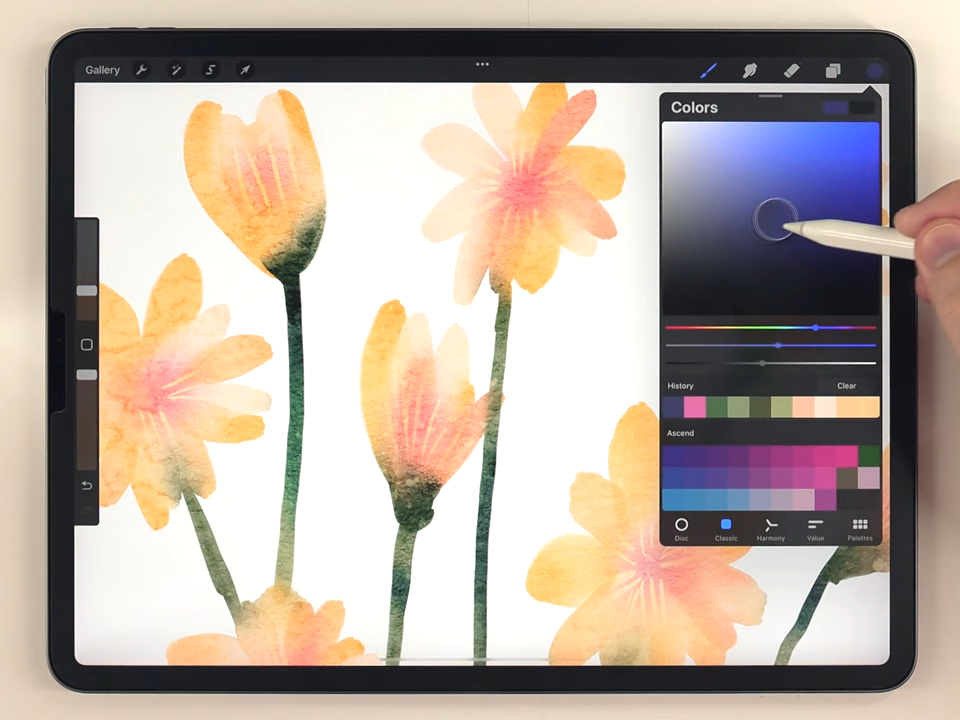 Gallery
Colors
History
Clear
Ascend
Disc
Classic
Harmony
Value
Palettes